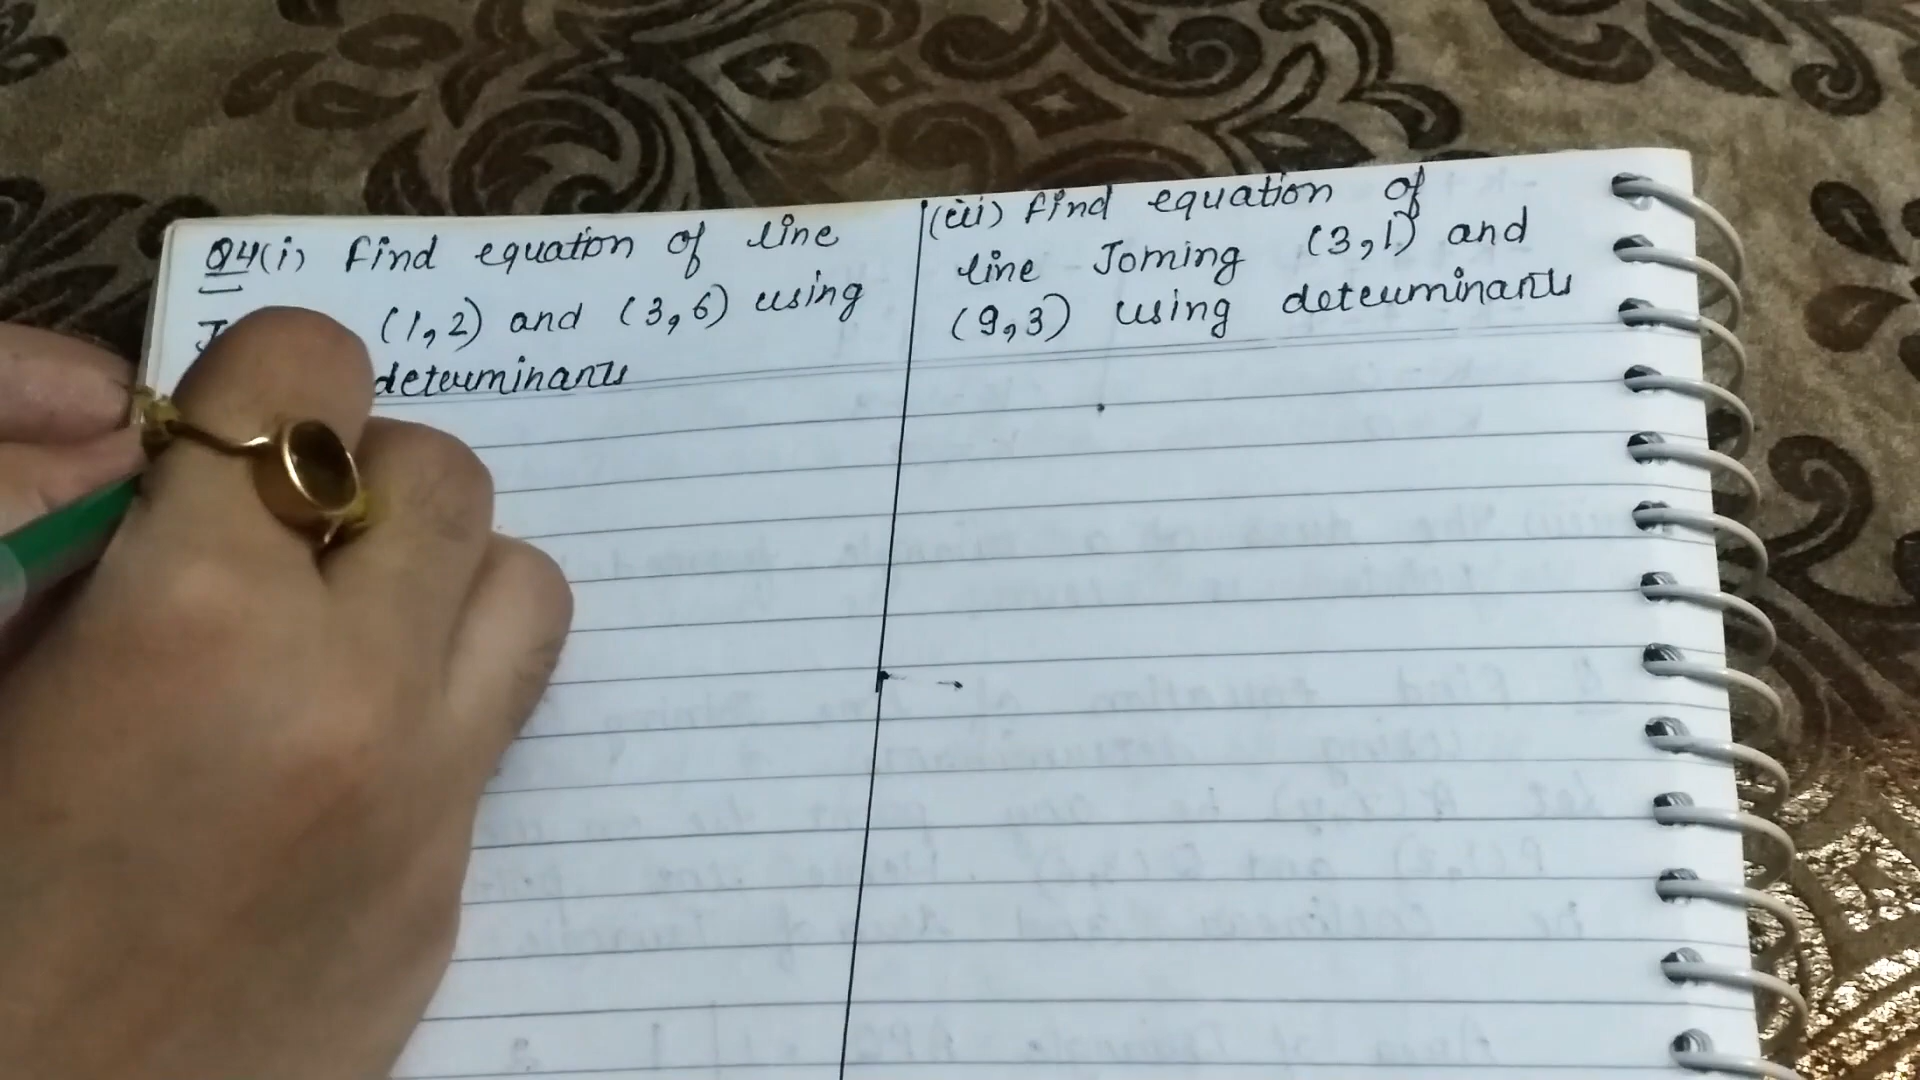 Q4(i) Find equation of line
(1,2) and (3,6) using
determinants
(iii) Find equation of
line Joining (3,1) and
(9,3) using determinants